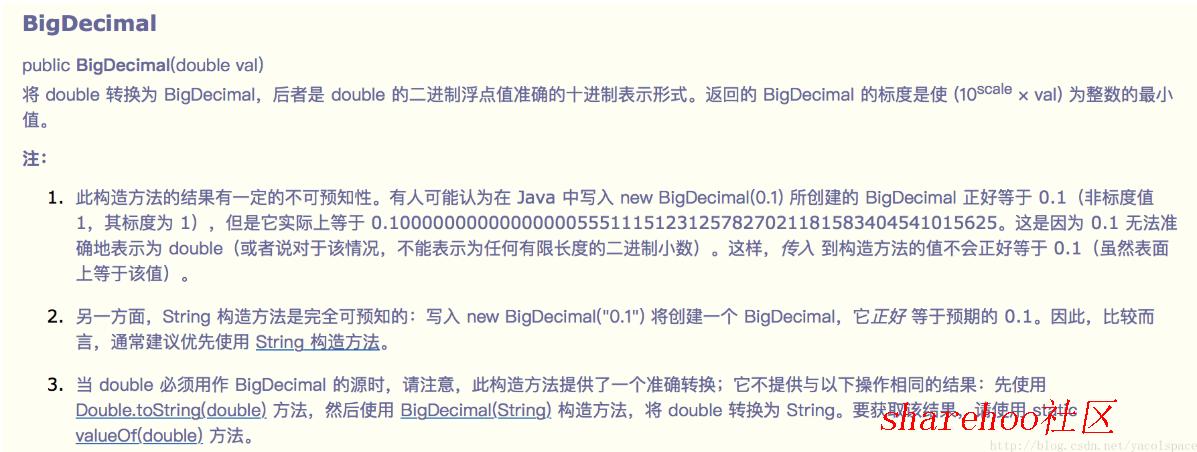 BigDecimal
public BigDecimal(double val)
将 double 转换为 BigDecimal，后者是 double 的二进制浮点值准确的十进制表示形式。返回的 BigDecimal 的标度是使 (10scale × val) 为整数的最小
值。
注：
1. 此构造方法的结果有一定的不可预知性。有人可能认为在 Java 中写入 new BigDecimal(0.1) 所创建的 BigDecimal 正好等于 0.1（非标度值
1，其标度为 1），但是它实际上等于 0.1000000000000000055511151231257827021181583404541015625。这是因为 0.1 无法准
确地表示为 double（或者说对于该情况，不能表示为任何有限长度的二进制小数）。这样，传入 到构造方法的值不会正好等于 0.1（虽然表面
上等于该值）。
2. 另一方面，String 构造方法是完全可预知的：写入 new BigDecimal("0.1") 将创建一个 BigDecimal，它正好 等于预期的 0.1。因此，比较而
言，通常建议优先使用 String 构造方法。
3. 当 double 必须用作 BigDecimal 的源时，请注意，此构造方法提供了一个准确转换；它不提供与以下操作相同的结果：先使用
Double.toString(double) 方法，然后使用 BigDecimal(String) 构造方法，将 double 转换为 String。要获取该结果，请使用 static
valueOf(double) 方法。
sharehoo社区
http://blog.csdn.net/yacolspace